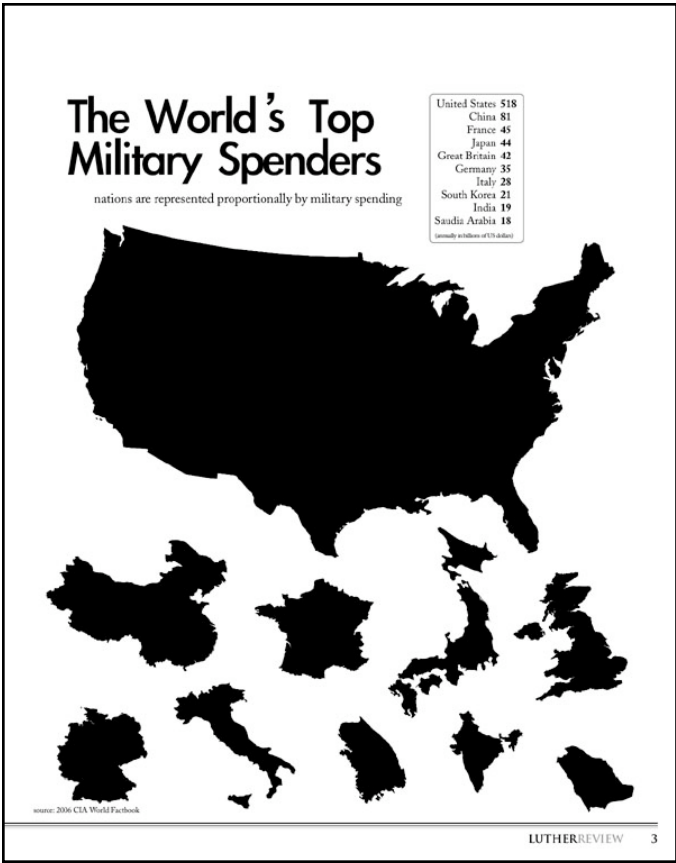 The World's Top
Military Spenders
nations are represented proportionally by military spending
United States 518
China 81
France 45
Japan 44
Great Britain 42
Germany 35
Italy 28
South Korea 21
India 19
Saudia Arabia 18
(annually in billions of US dollars)
source: 2006 CIA World Factbook
LUTHERREVIEW 3